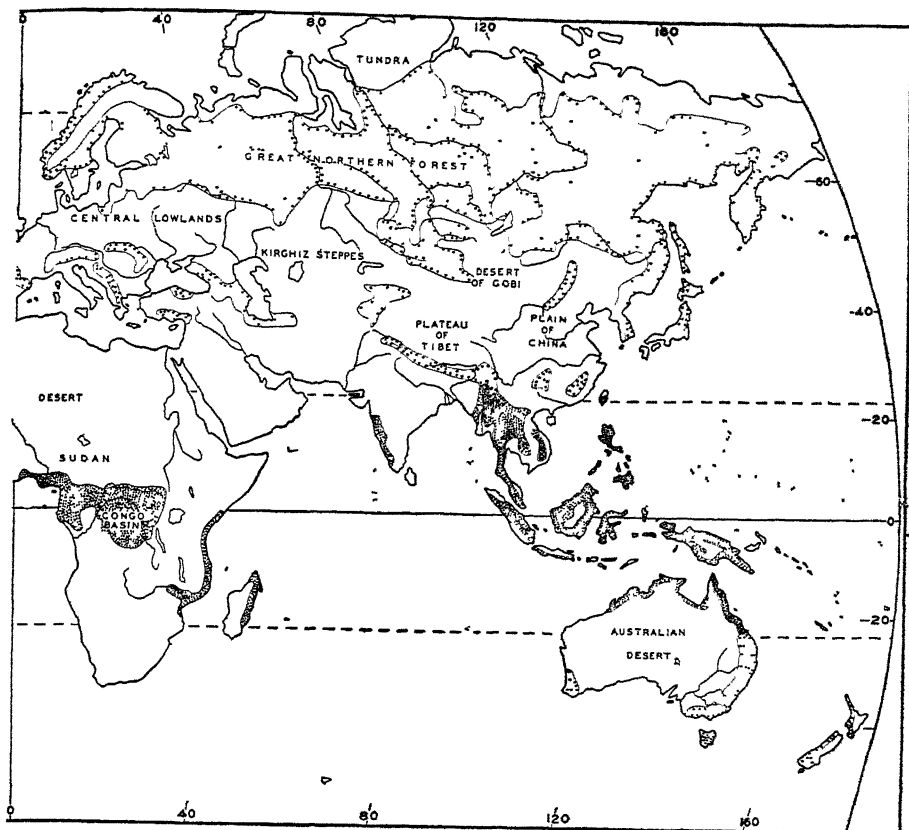 0 40 80 120 160
TUNDRA
GREAT NORTHERN FOREST
60
CENTRAL LOWLANDS
KIRGHIZ STEPPES
DESERT
OF GOBI
40
PLATEAU
OF
TIBET
PLAIN
OF
CHINA
DESERT
20
SUDAN
CONGO
BASIN
0
20
AUSTRALIAN
DESERT
0 40 80 120 160